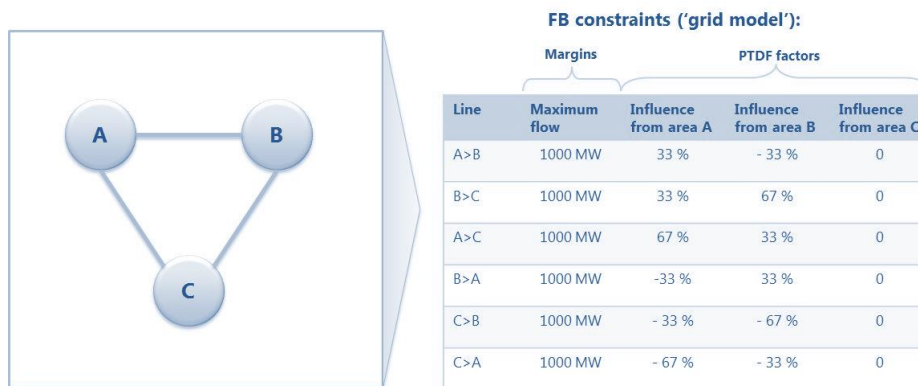 FB constraints ('grid model'):
Margins PTDF factors
A B
C
Line Maximum flow Influence from area A Influence from area B Influence from area C
A>B 1000 MW 33 % - 33 % 0
B>C 1000 MW 33 % 67 % 0
A>C 1000 MW 67 % 33 % 0
B>A 1000 MW -33 % 33 % 0
C>B 1000 MW - 33 % - 67 % 0
C>A 1000 MW - 67 % - 33 % 0